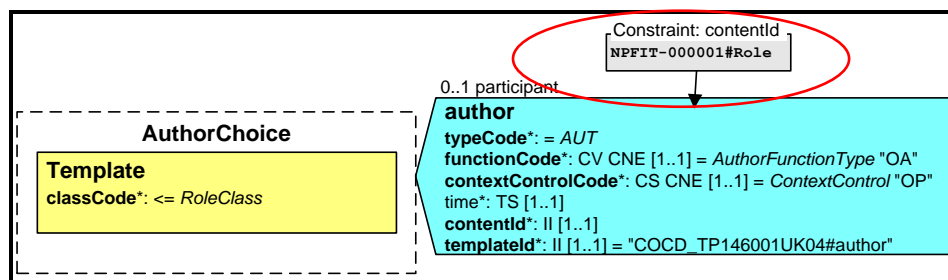 Constraint: contentId
NPFIT-000001#Role
0..1 participant
author
typeCode*: = AUT
functionCode*: CV CNE [1..1] = AuthorFunctionType "OA"
contextControlCode*: CS CNE [1..1] = ContextControl "OP"
time*: TS [1..1]
contentId*: II [1..1]
templateId*: II [1..1] = "COCD_TP146001UK04#author"
AuthorChoice
Template
classCode*: <= RoleClass